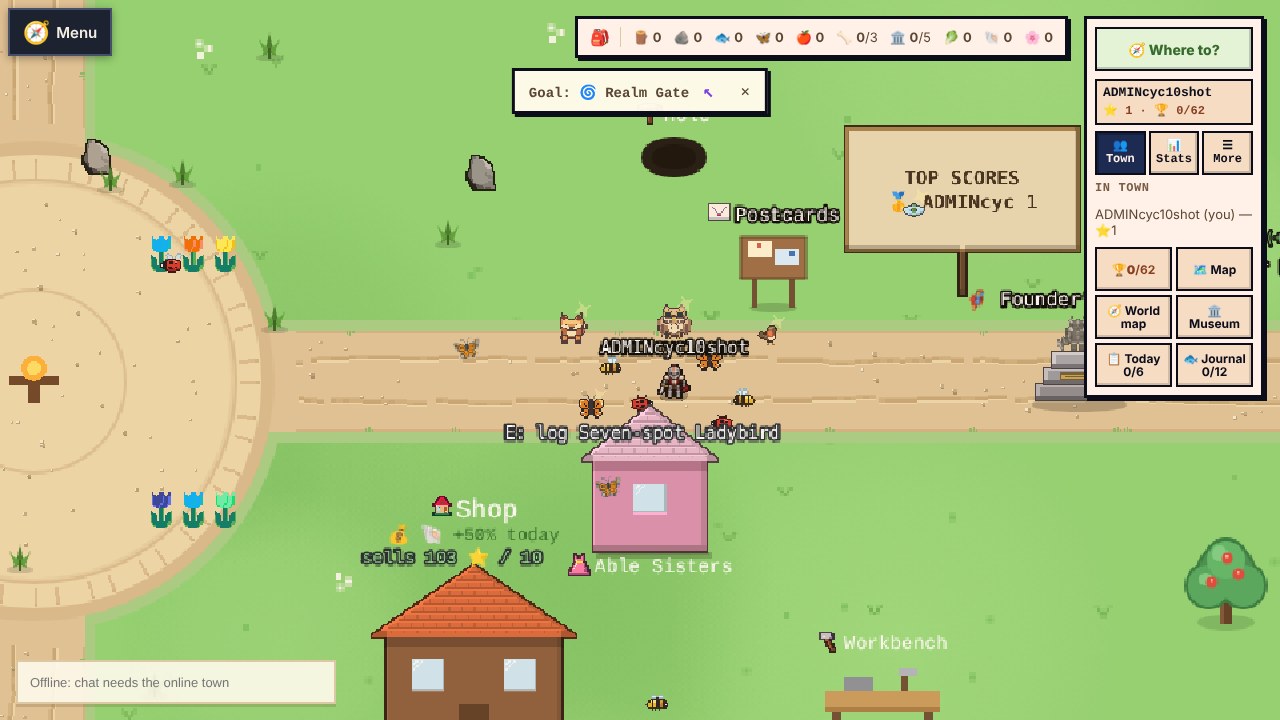 Menu
0 0 0 0 0 0/3 0/5 0 0 0
Where to?
Goal: Realm Gate ×
ADMINcyc10shot
1 · 0/62
Town Stats More
IN TOWN
ADMINcyc10shot (you) —
1
0/62 Map
World map
Museum
Today 0/6
Journal 0/12
TOP SCORES
ADMINcyc 1
Postcards
Founder
ADMINcyc10shot
E: log Seven-spot Ladybird
Shop
+50% today
sells 103 / 10
Able Sisters
Workbench
Offline: chat needs the online town